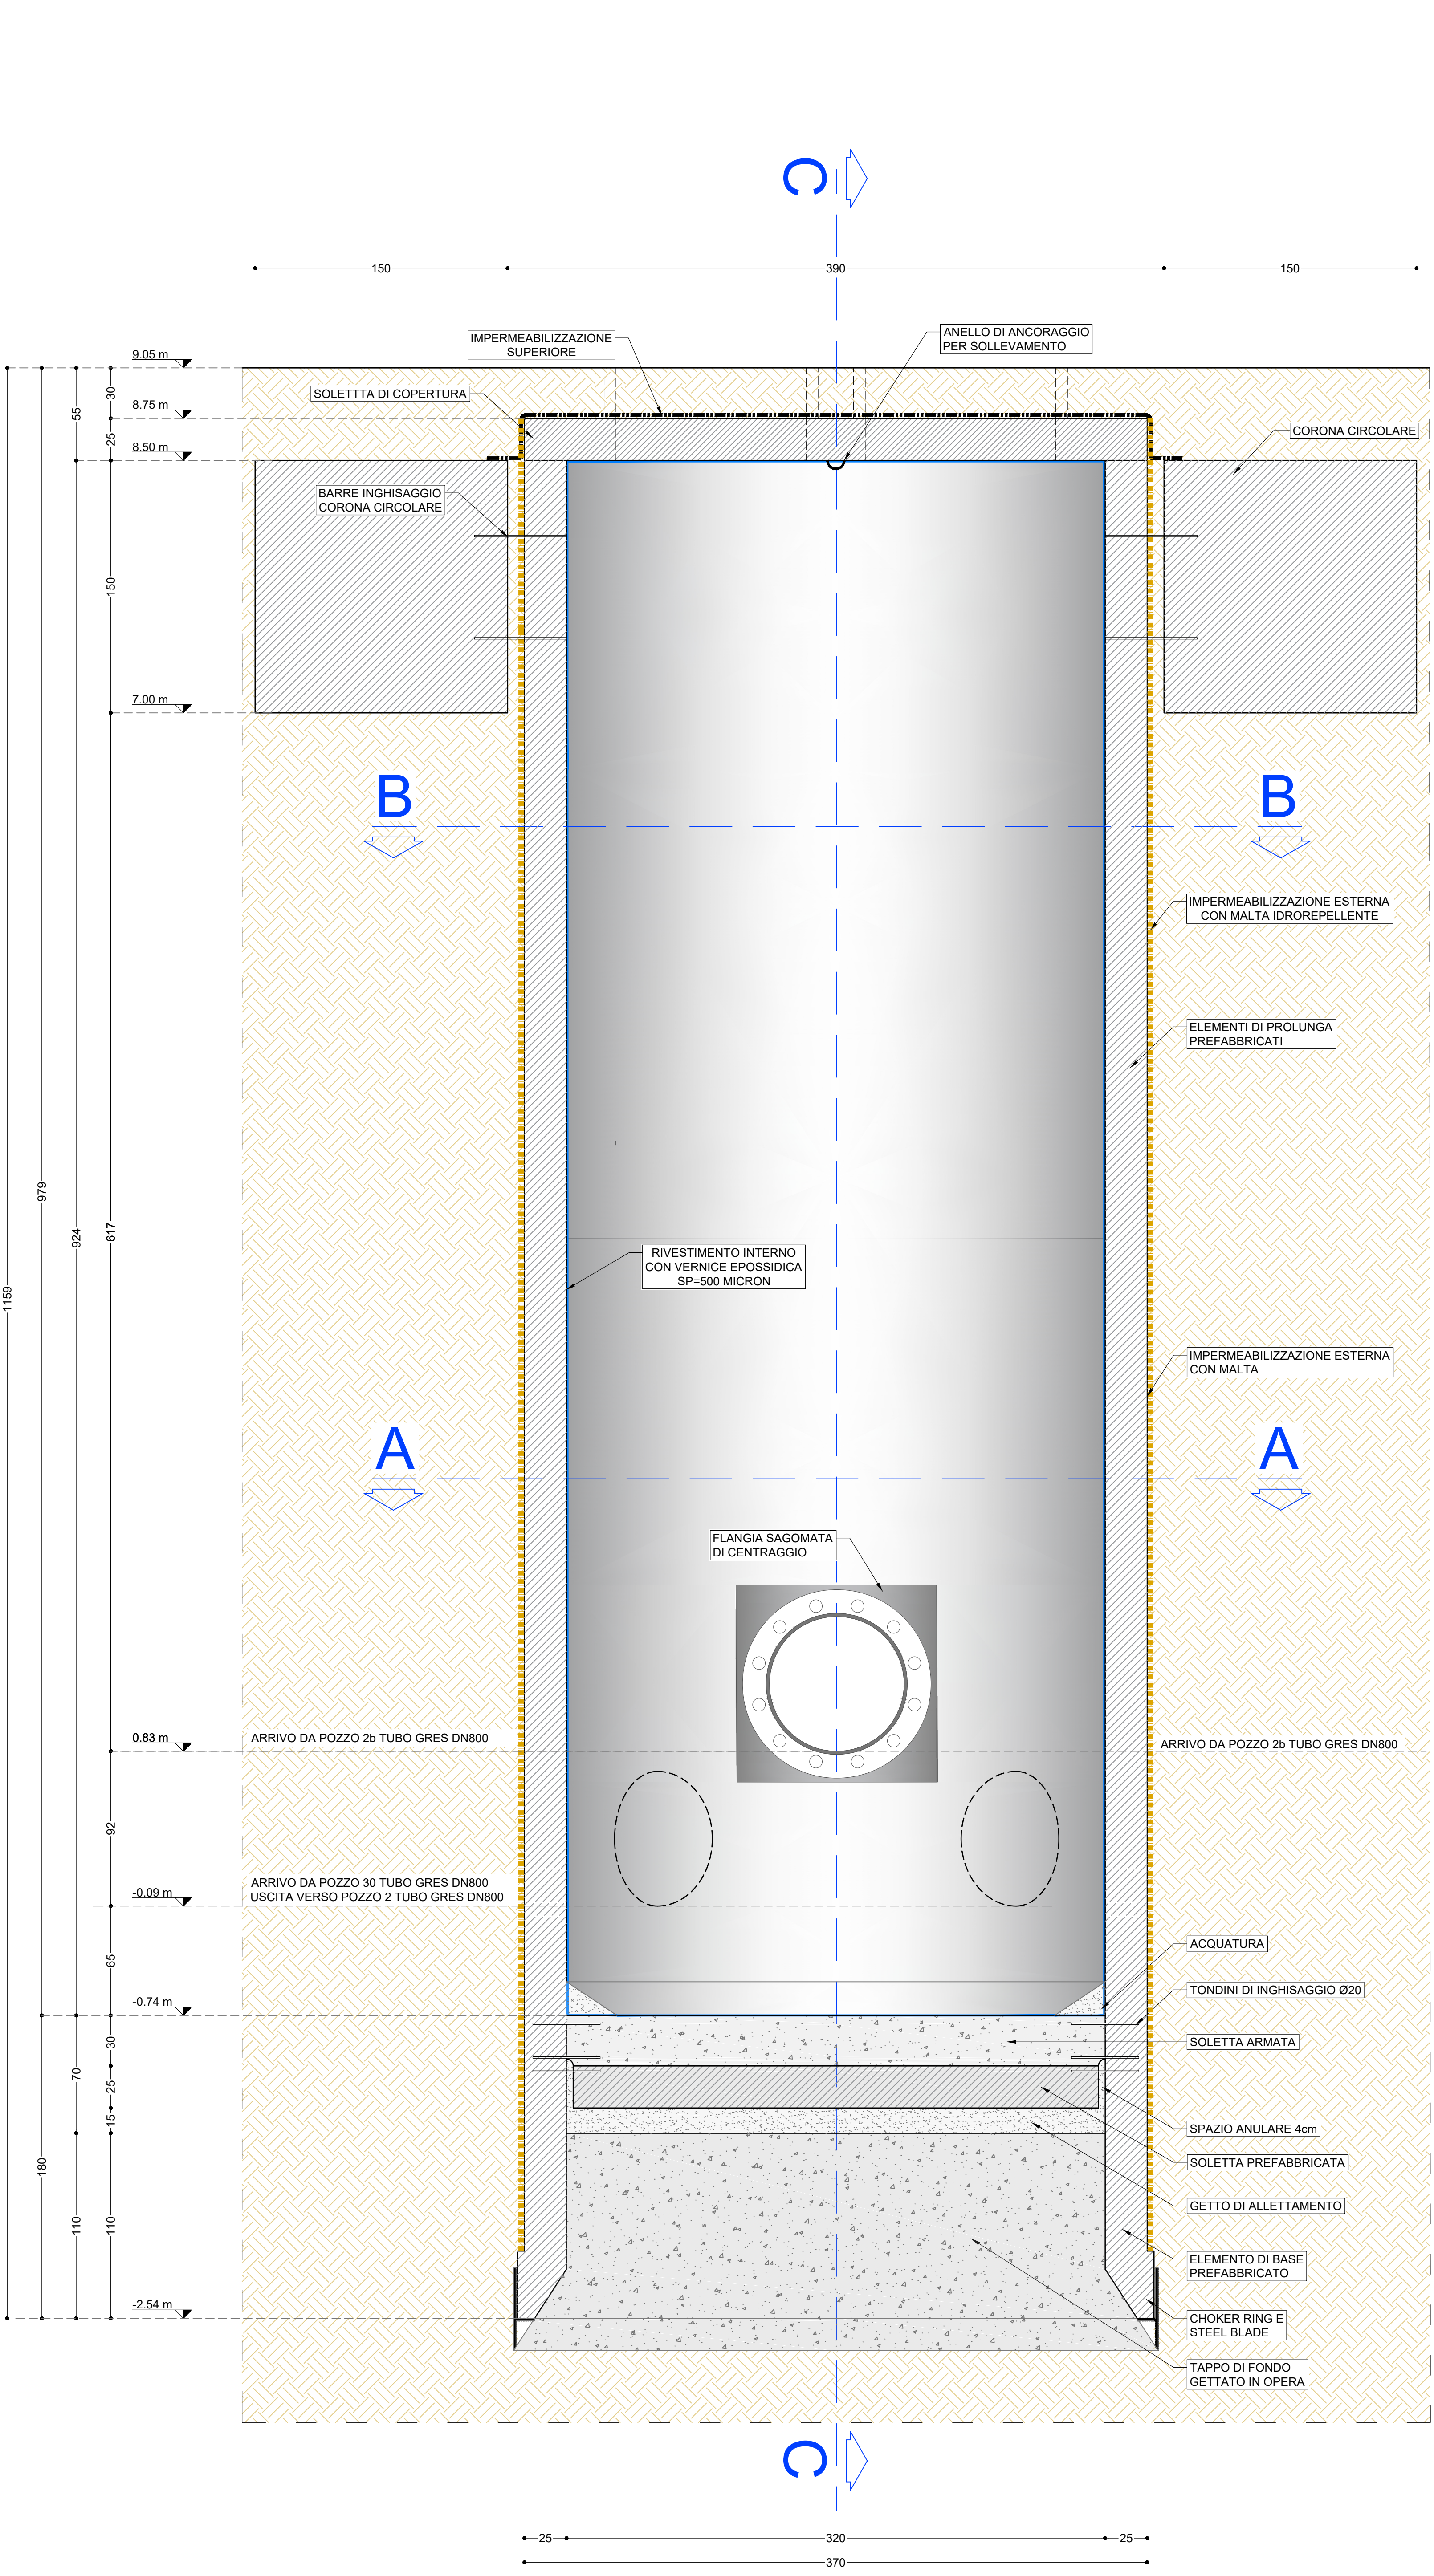 C
150
390
150
IMPERMEABILIZZAZIONE
SUPERIORE
ANELLO DI ANCORAGGIO
PER SOLLEVAMENTO
9.05 m
30
55
SOLETTTA DI COPERTURA
8.75 m
25
CORONA CIRCOLARE
8.50 m
BARRE INGHISAGGIO
CORONA CIRCOLARE
150
7.00 m
B
B
IMPERMEABILIZZAZIONE ESTERNA
CON MALTA IDROREPELLENTE
ELEMENTI DI PROLUNGA
PREFABBRICATI
979
924
617
1159
RIVESTIMENTO INTERNO
CON VERNICE EPOSSIDICA
SP=500 MICRON
IMPERMEABILIZZAZIONE ESTERNA
CON MALTA
A
A
FLANGIA SAGOMATA
DI CENTRAGGIO
0.83 m
ARRIVO DA POZZO 2b TUBO GRES DN800
ARRIVO DA POZZO 2b TUBO GRES DN800
92
ARRIVO DA POZZO 30 TUBO GRES DN800
USCITA VERSO POZZO 2 TUBO GRES DN800
-0.09 m
65
ACQUATURA
TONDINI DI INGHISAGGIO Ø20
-0.74 m
30
SOLETTA ARMATA
70
25
15
SPAZIO ANULARE 4cm
SOLETTA PREFABBRICATA
180
GETTO DI ALLETTAMENTO
110
110
ELEMENTO DI BASE
PREFABBRICATO
-2.54 m
CHOKER RING E
STEEL BLADE
TAPPO DI FONDO
GETTATO IN OPERA
C
25
320
25
370